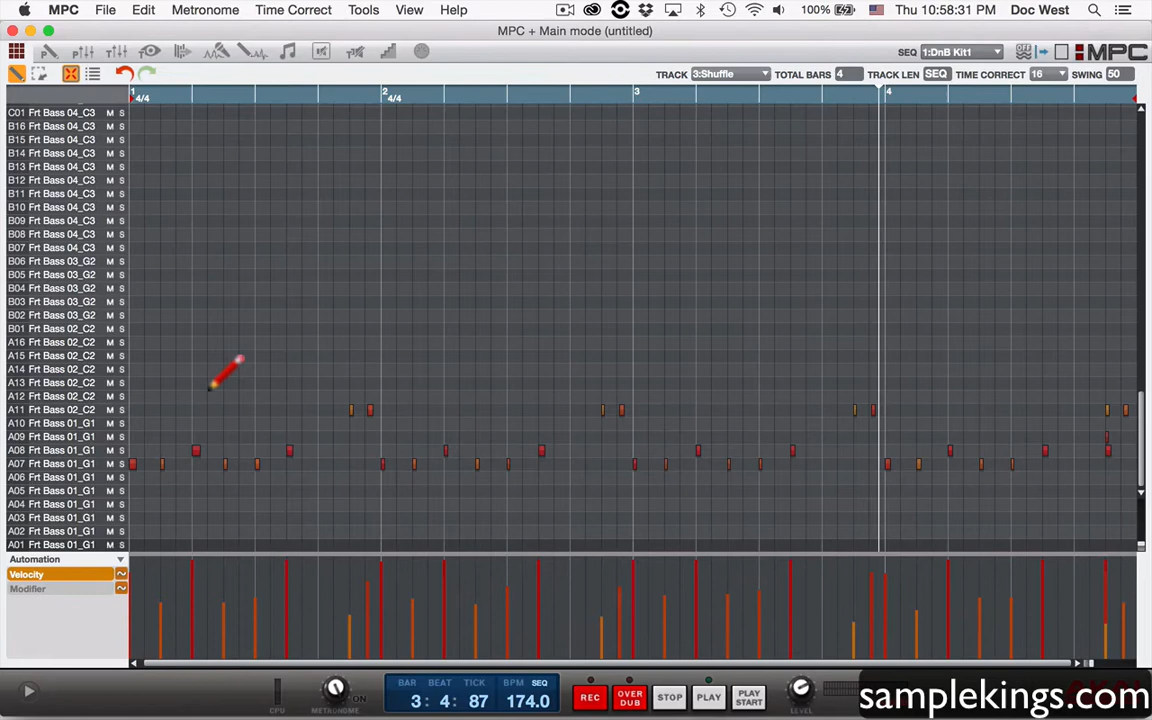 MPC File Edit Metronome Time Correct Tools View Help 100% Thu 10:58:31 AM Doc West
MPC + Main mode (untitled)
SEQ 1:DnB Kit1 MPC
TRACK 3:Shuffle TOTAL BARS 4 TRACK LEN SEQ TIME CORRECT 16 SWING 50
1 2 3 4
4/4 4/4
C01 Frt Bass 04_C3 M S
B16 Frt Bass 04_C3 M S
B15 Frt Bass 04_C3 M S
B14 Frt Bass 04_C3 M S
B13 Frt Bass 04_C3 M S
B12 Frt Bass 04_C3 M S
B11 Frt Bass 04_C3 M S
B10 Frt Bass 04_C3 M S
B09 Frt Bass 04_C3 M S
B08 Frt Bass 04_C3 M S
B07 Frt Bass 04_C3 M S
B06 Frt Bass 03_G2 M S
B05 Frt Bass 03_G2 M S
B04 Frt Bass 03_G2 M S
B03 Frt Bass 03_G2 M S
B02 Frt Bass 03_G2 M S
B01 Frt Bass 02_C2 M S
A16 Frt Bass 02_C2 M S
A15 Frt Bass 02_C2 M S
A14 Frt Bass 02_C2 M S
A13 Frt Bass 02_C2 M S
A12 Frt Bass 02_C2 M S
A11 Frt Bass 02_C2 M S
A10 Frt Bass 01_G1 M S
A09 Frt Bass 01_G1 M S
A08 Frt Bass 01_G1 M S
A07 Frt Bass 01_G1 M S
A06 Frt Bass 01_G1 M S
A05 Frt Bass 01_G1 M S
A04 Frt Bass 01_G1 M S
A03 Frt Bass 01_G1 M S
A02 Frt Bass 01_G1 M S
A01 Frt Bass 01_G1 M S
Automation
Velocity
Modifier
BAR BEAT TICK BPM SEQ
3: 4: 87 174.0
REC OVER DUB STOP PLAY PLAY START
CPU METRONOME ON LEVEL
samplekings.com